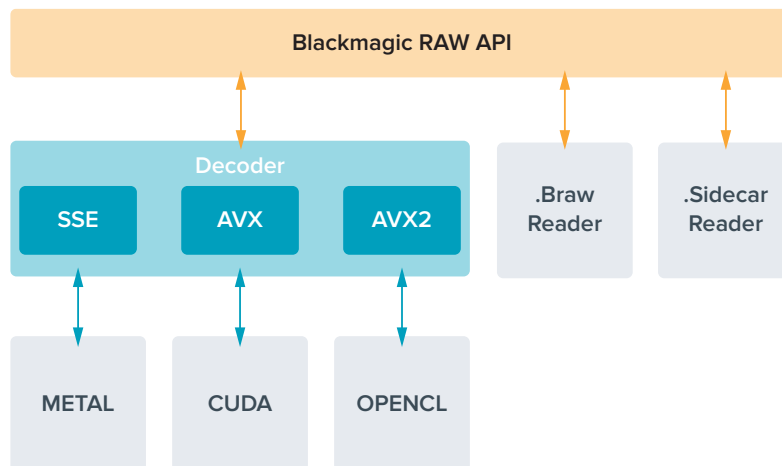 Blackmagic RAW API
Decoder
SSE
AVX
AVX2
.Braw
Reader
.Sidecar
Reader
METAL
CUDA
OPENCL